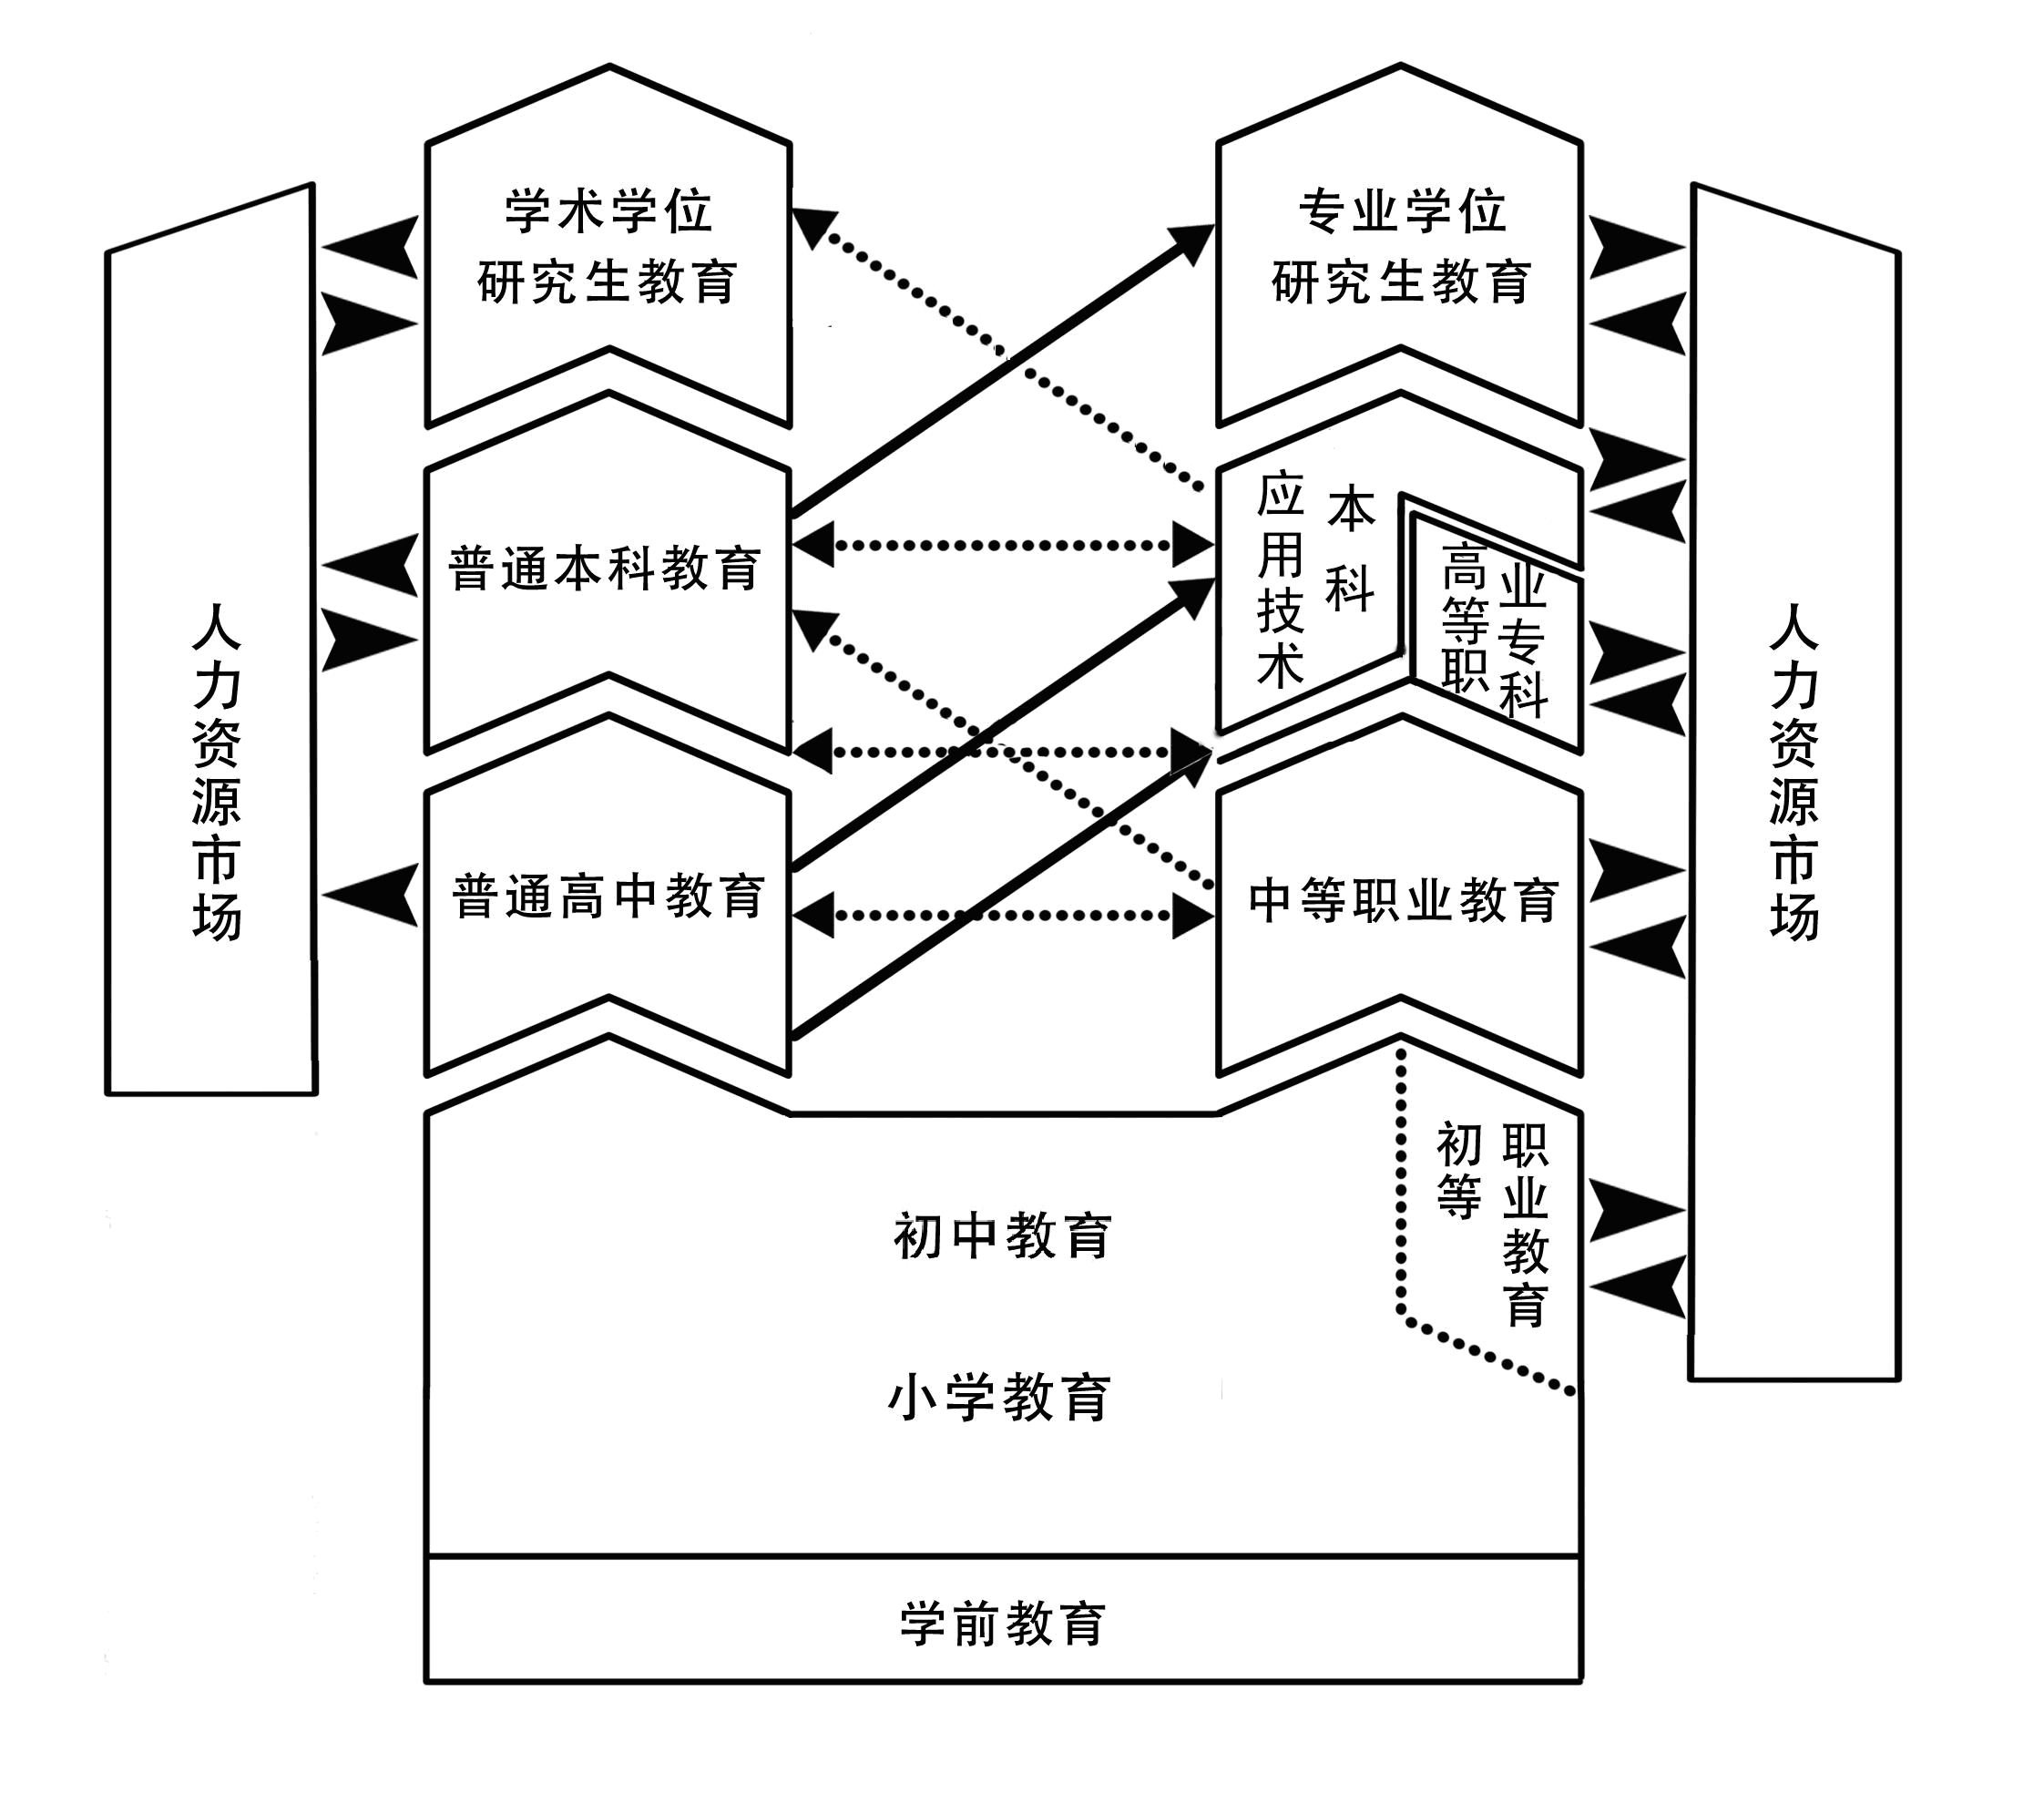 学术学位
研究生教育
专业学位
研究生教育
人力资源市场
普通本科教育
应用技术
本科
高等职
业专科
人力资源市场
普通高中教育
中等职业教育
初等
职业教育
初中教育
小学教育
学前教育